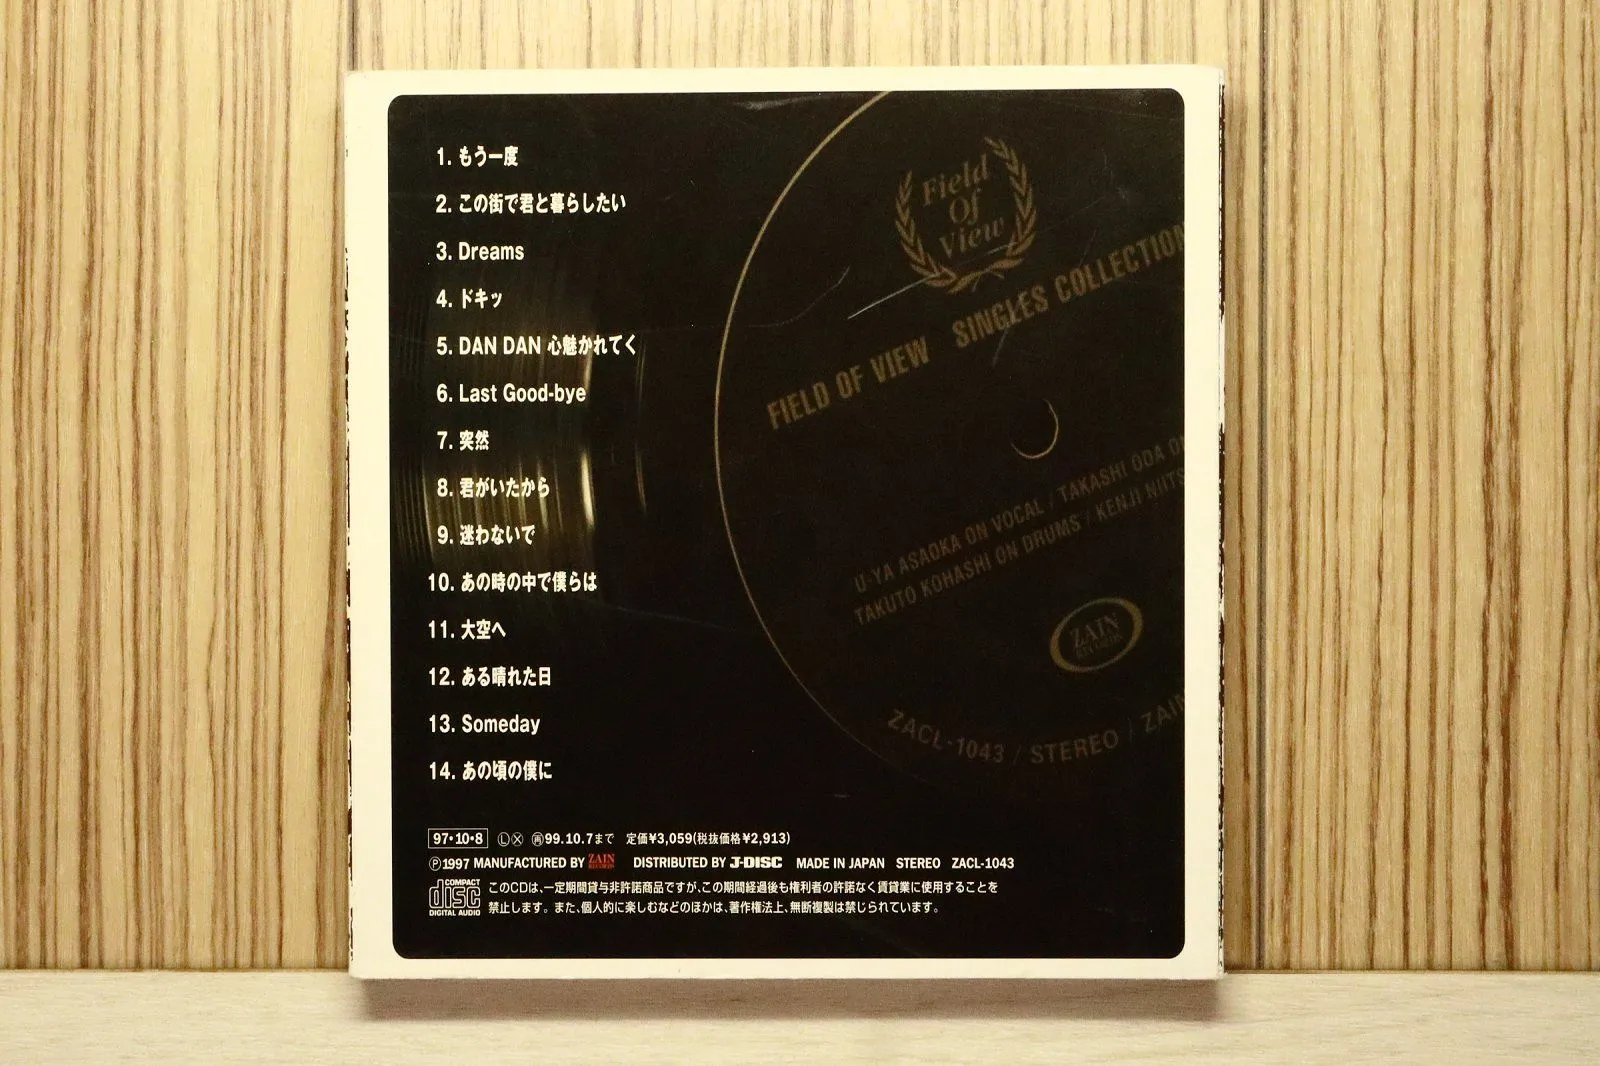 1. もう一度
2. この街で君と暮らしたい
3. Dreams
4. ドキッ
5. DAN DAN 心魅かれてく
6. Last Good-bye
7. 突然
8. 君がいたから
9. 迷わないで
10. あの時の中で僕らは
11. 大空へ
12. ある晴れた日
13. Someday
14. あの頃の僕に
Field
Of
View
FIELD OF VIEW SINGLES COLLECTION
U-YA ASAOKA ON VOCAL / TAKASHI ODA
TAKUTO KOHASHI ON DRUMS / KENJI NIITS
ZAIN
RECORDS
ZACL-1043 / STEREO / ZAIN
97・10・8 Ⓛ Ⓧ ㊢99.10.7まで 定価¥3,059(税抜価格¥2,913)
Ⓟ1997 MANUFACTURED BY ZAIN RECORDS DISTRIBUTED BY J-DISC MADE IN JAPAN STEREO ZACL-1043
COMPACT
disc
DIGITAL AUDIO
このCDは、一定期間貸与非許諾商品ですが、この期間経過後も権利者の許諾なく賃貸業に使用することを
禁止します。また、個人的に楽しむなどのほかは、著作権法上、無断複製は禁じられています。